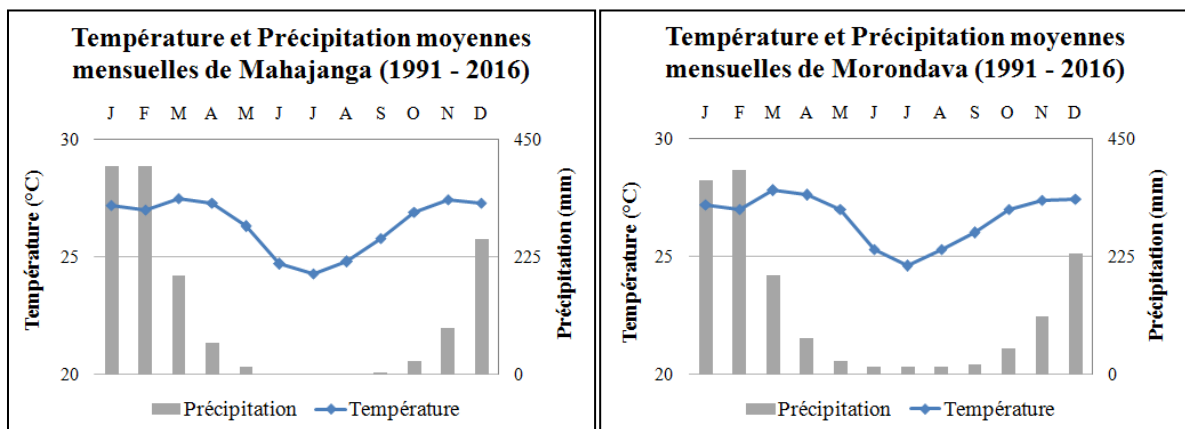 Température et Précipitation moyennes
mensuelles de Mahajanga (1991 - 2016)
J F M A M J J A S O N D
30 450
25 225
20 0
Température (°C)
Précipitation (mm)
Précipitation Température
Température et Précipitation moyennes
mensuelles de Morondava (1991 - 2016)
J F M A M J J A S O N D
30 450
25 225
20 0
Température (°C)
Précipitation (mm)
Précipitation Température